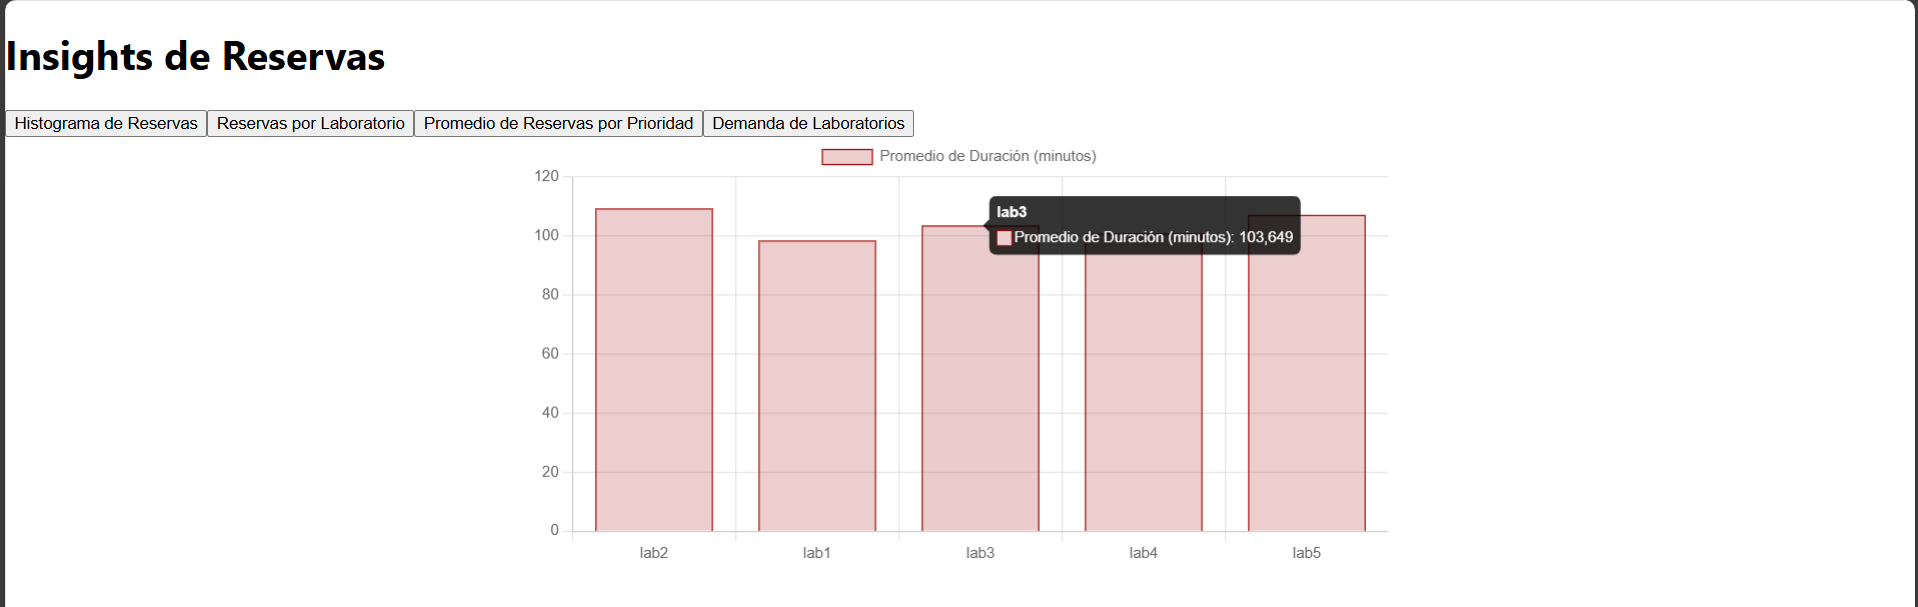 Insights de Reservas
Histograma de Reservas Reservas por Laboratorio Promedio de Reservas por Prioridad Demanda de Laboratorios
Promedio de Duración (minutos)
120
100
80
60
40
20
0
lab3
Promedio de Duración (minutos): 103,649
lab2 lab1 lab3 lab4 lab5